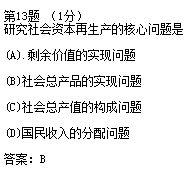 第13题 （1分）
研究社会资本再生产的核心问题是
(A).剩余价值的实现问题
(B)社会总产品的实现问题
(C)社会总产值的构成问题
(D)国民收入的分配问题
答案：B